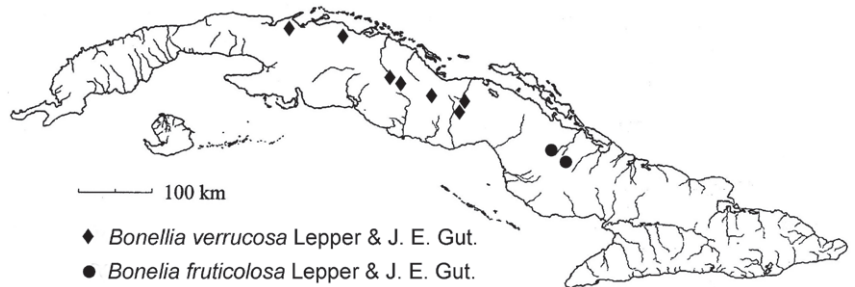 100 km
Bonellia verrucosa Lepper & J. E. Gut.
Bonelia fruticolosa Lepper & J. E. Gut.